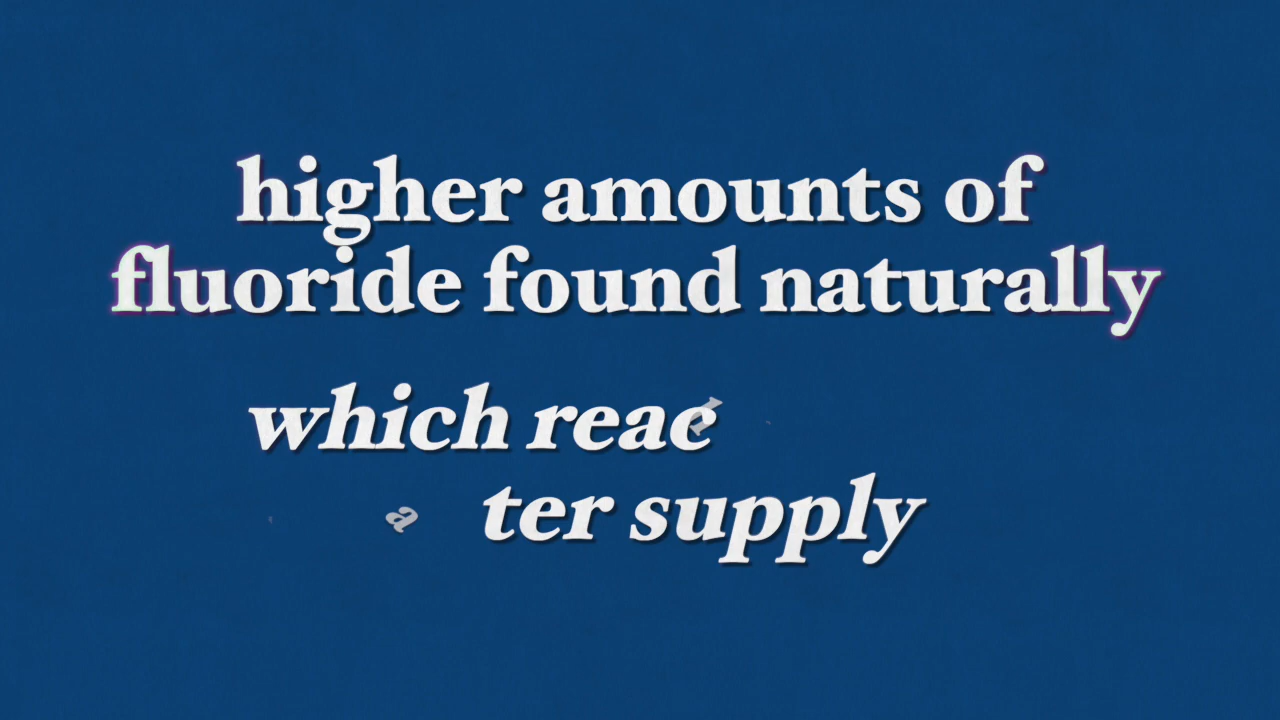 higher amounts of
fluoride found naturally
which reac
a ter supply